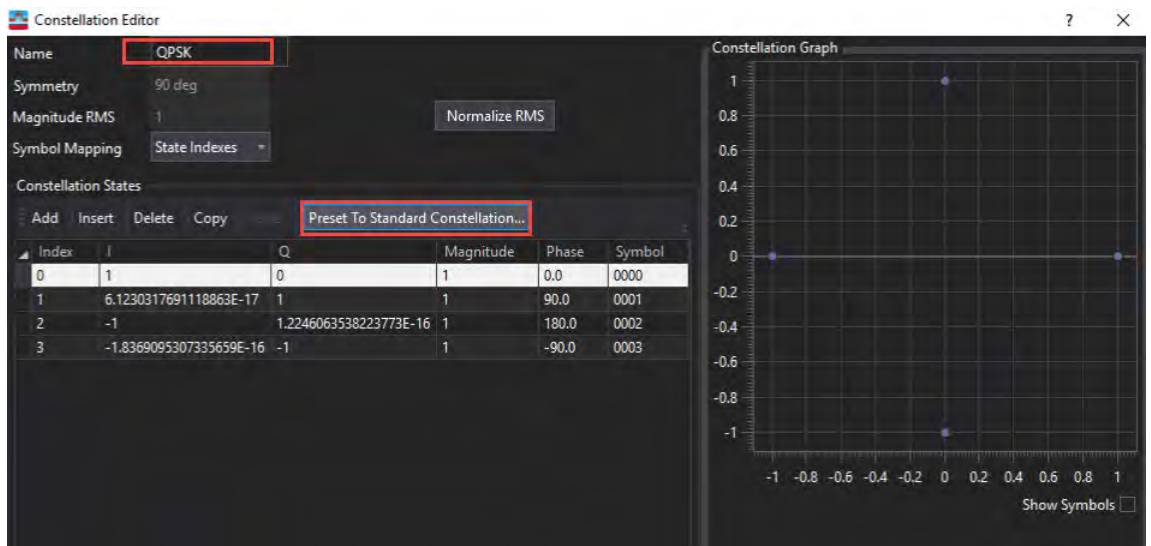 Constellation Editor ? ×
Name QPSK
Symmetry 90 deg
Magnitude RMS 1 Normalize RMS
Symbol Mapping State Indexes
Constellation States
Add Insert Delete Copy Preset To Standard Constellation...
Index I Q Magnitude Phase Symbol
0 1 0 1 0.0 0000
1 6.1230317691118863E-17 1 1 90.0 0001
2 -1 1.2246063538223773E-16 1 180.0 0002
3 -1.8369095307335659E-16 -1 1 -90.0 0003
Constellation Graph
1
0.8
0.6
0.4
0.2
0
-0.2
-0.4
-0.6
-0.8
-1
-1 -0.8 -0.6 -0.4 -0.2 0 0.2 0.4 0.6 0.8 1
Show Symbols